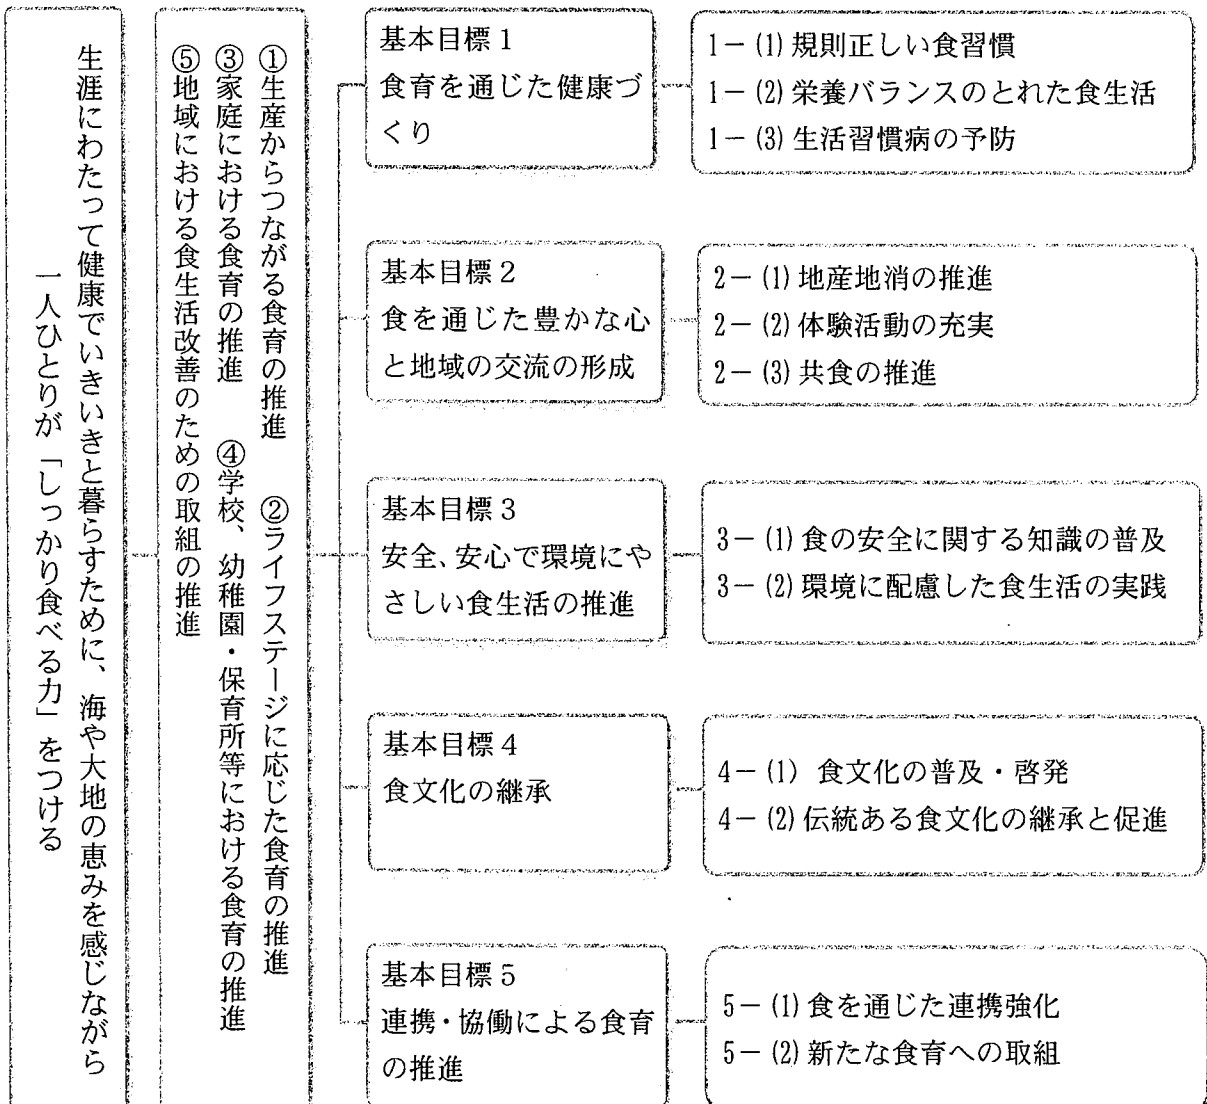 生涯にわたって健康でいきいきと暮らすために、海や大地の恵みを感じながら
一人ひとりが「しっかり食べる力」をつける
①生産からつながる食育の推進　②ライフステージに応じた食育の推進
③家庭における食育の推進　④学校、幼稚園・保育所等における食育の推進
⑤地域における食生活改善のための取組の推進
基本目標1
食育を通じた健康づ
くり
1－(1) 規則正しい食習慣
1－(2) 栄養バランスのとれた食生活
1－(3) 生活習慣病の予防
基本目標2
食を通じた豊かな心
と地域の交流の形成
2－(1) 地産地消の推進
2－(2) 体験活動の充実
2－(3) 共食の推進
基本目標3
安全、安心で環境にや
さしい食生活の推進
3－(1) 食の安全に関する知識の普及
3－(2) 環境に配慮した食生活の実践
基本目標4
食文化の継承
4－(1) 食文化の普及・啓発
4－(2) 伝統ある食文化の継承と促進
基本目標5
連携・協働による食育
の推進
5－(1) 食を通じた連携強化
5－(2) 新たな食育への取組